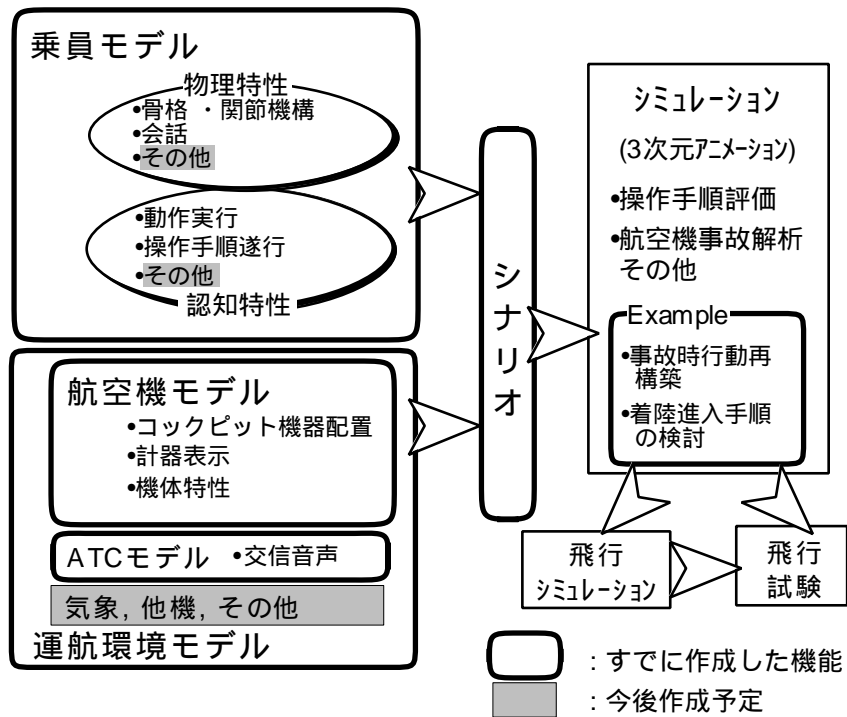 乗員モデル
物理特性
•骨格・関節機構
•会話
•その他
•動作実行
•操作手順遂行
•その他
認知特性
航空機モデル
•コックピット機器配置
•計器表示
•機体特性
ATCモデル •交信音声
気象, 他機, その他
運航環境モデル
シナリオ
シミュレーション
(3次元アニメーション)
•操作手順評価
•航空機事故解析
その他
Example
•事故時行動再
構築
•着陸進入手順
の検討
飛行
シミュレーション
飛行
試験
: すでに作成した機能
: 今後作成予定